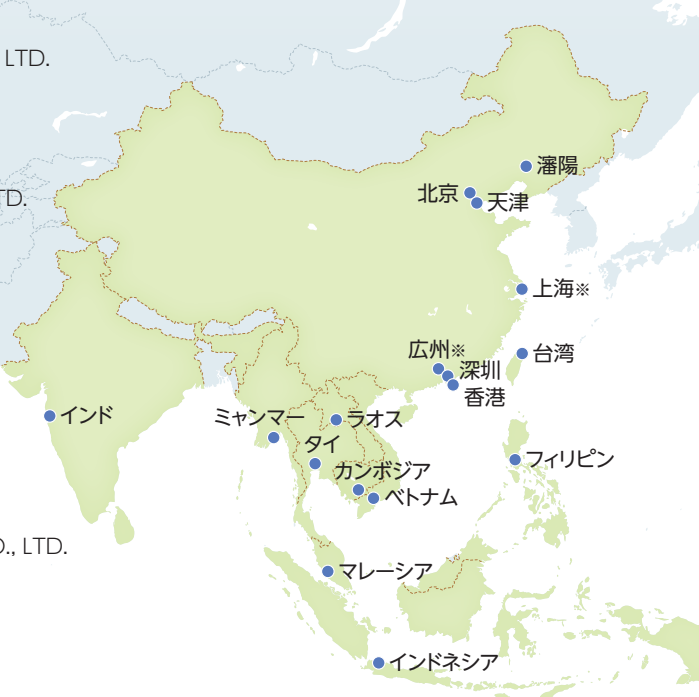 LTD.
瀋陽
北京
天津
TD.
上海※
広州※
台湾
深圳
香港
インド
ミャンマー
ラオス
タイ
フィリピン
カンボジア
ベトナム
D., LTD.
マレーシア
インドネシア